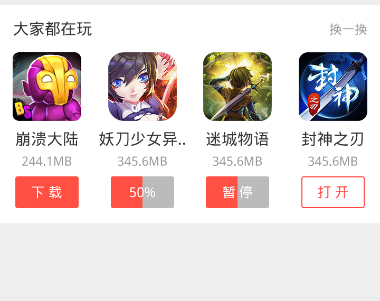 大家都在玩 换一换
B 封神之刃
崩溃大陆 妖刀少女异.. 迷城物语 封神之刃
244.1MB 345.6MB 345.6MB 345.6MB
下载 50% 暂停 打开